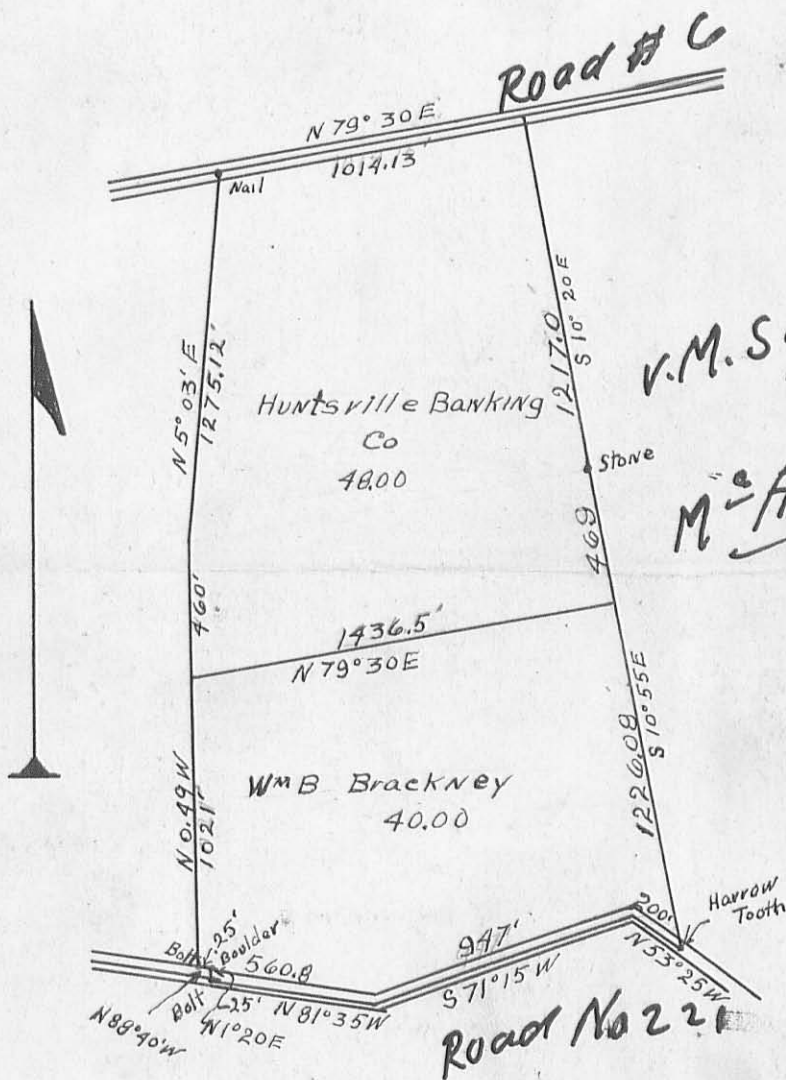 Road # 6
N 79° 30 E
1014.13'
Nail
N 5° 03' E
1275.12'
1217.0
S 10° 20 E
V. M. S
Huntsville Banking
Co
48.00
Stone
469
460'
1436.5'
N 79° 30 E
N 0.49 W
1021'
Wm B Brackney
40.00
1226.08
S 10° 55 E
Harrow
Tooth
200'
N 53° 25 W
947'
S 71° 15 W
Bolt
25'
Boulder
560.8
N 81° 35 W
Bolt
25'
N 1° 20 E
N 88° 40' W
Road No 221